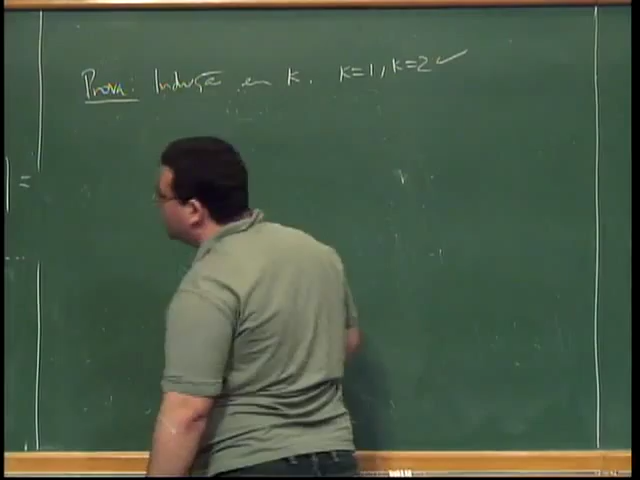 Prova: Indução em k. k=1, k=2 ✓
| =